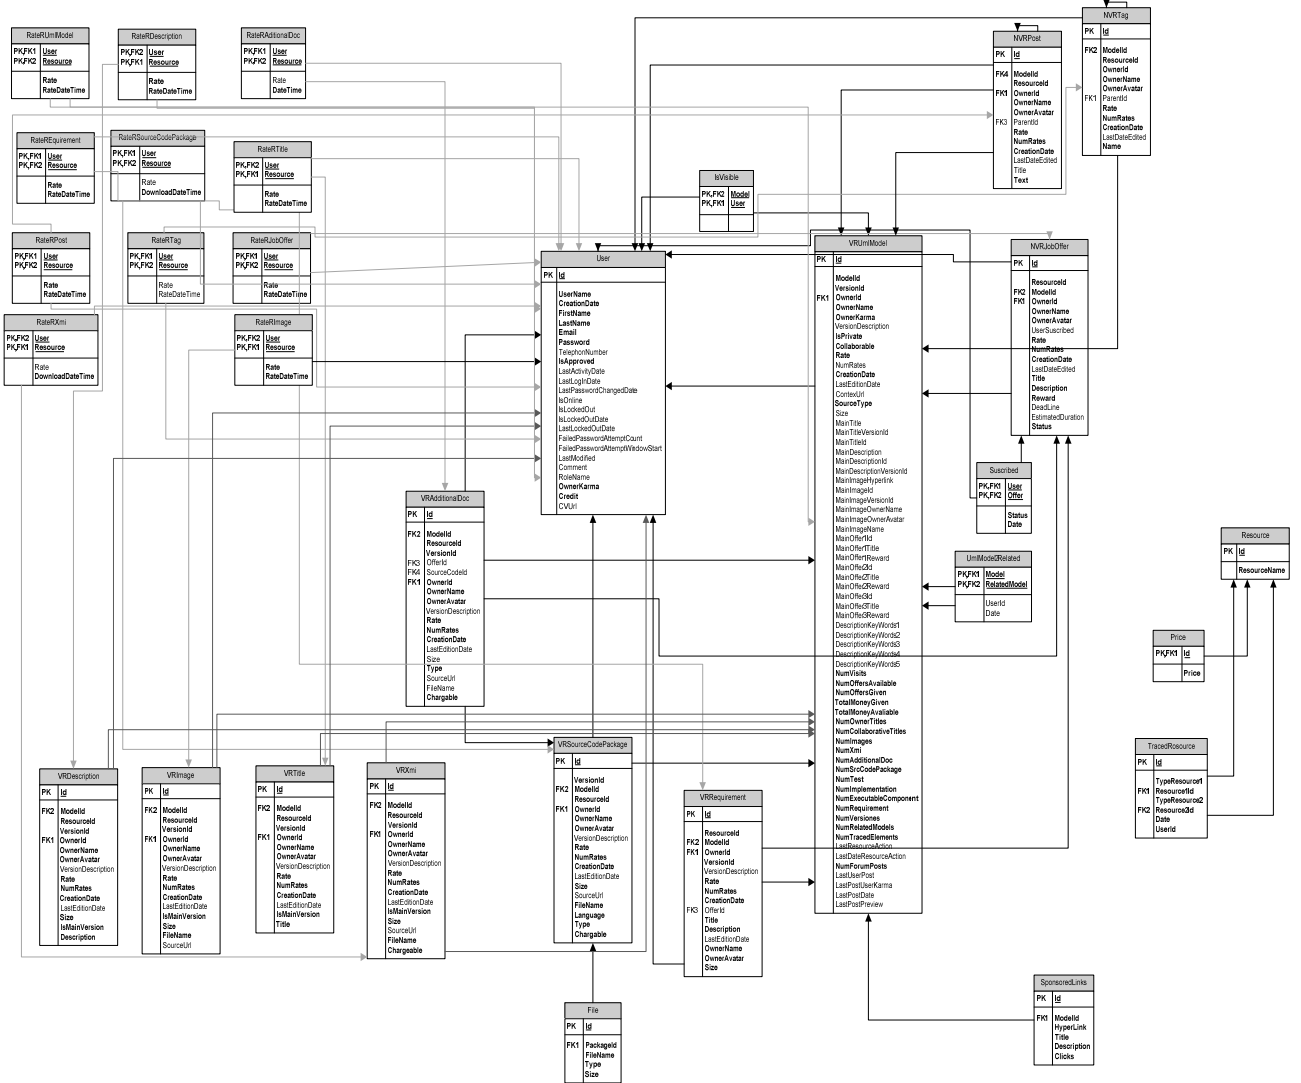 RateRUmlModel
PK,FK1 User
PK,FK2 Resource
Rate
RateDateTime
RateRDescription
PK,FK2 User
PK,FK1 Resource
Rate
RateDateTime
RateRAditionalDoc
PK,FK1 User
PK,FK2 Resource
Rate
DateTime
NVRPost
PK Id
FK4 ModelId
ResourceId
FK1 OwnerId
OwnerName
OwnerAvatar
FK3 ParentId
Rate
NumRates
CreationDate
LastDateEdited
Title
Text
NVRTag
PK Id
FK2 ModelId
ResourceId
OwnerId
OwnerName
OwnerAvatar
FK1 ParentId
Rate
NumRates
CreationDate
LastDateEdited
Name
RateREquirement
PK,FK1 User
PK,FK2 Resource
Rate
RateDateTime
RateRSourceCodePackage
PK,FK1 User
PK,FK2 Resource
Rate
DownloadDateTime
RateRTitle
PK,FK2 User
PK,FK1 Resource
Rate
RateDateTime
IsVisible
PK,FK2 Model
PK,FK1 User
RateRPost
PK,FK1 User
PK,FK2 Resource
Rate
RateDateTime
RateRTag
PK,FK1 User
PK,FK2 Resource
Rate
RateDateTime
RateRJobOffer
PK,FK1 User
PK,FK2 Resource
Rate
RateDateTime
RateRXmi
PK,FK2 User
PK,FK1 Resource
Rate
DownloadDateTime
RateRImage
PK,FK2 User
PK,FK1 Resource
Rate
RateDateTime
User
PK Id
UserName
CreationDate
FirstName
LastName
Email
Password
TelephonNumber
IsApproved
LastActivityDate
LastLogInDate
LastPasswordChangedDate
IsOnline
IsLockedOut
IsLockedOutDate
LastLockedOutDate
FailedPasswordAttemptCount
FailedPasswordAttemptWindowStart
LastModified
Comment
RoleName
OwnerKarma
Credit
CVUrl
VRUmlModel
PK Id
ModelId
VersionId
FK1 OwnerId
OwnerName
OwnerKarma
VersionDescription
IsPrivate
Collaborable
Rate
NumRates
CreationDate
LastEditionDate
ContexUrl
SourceType
Size
MainTitle
MainTitleVersionId
MainTitleId
MainDescription
MainDescriptionId
MainDescriptionVersionId
MainImageHyperlink
MainImageId
MainImageVersionId
MainImageOwnerName
MainImageOwnerAvatar
MainImageName
MainOffer1Id
MainOffer1Title
MainOffer1Reward
MainOffer2Id
MainOffer2Title
MainOffer2Reward
MainOffer3Id
MainOffer3Title
MainOffer3Reward
DescriptionKeyWords1
DescriptionKeyWords2
DescriptionKeyWords3
DescriptionKeyWords4
DescriptionKeyWords5
NumVisits
NumOffersAvailable
NumOffersGiven
TotalMoneyGiven
TotalMoneyAvaliable
NumOwnerTitles
NumCollaborativeTitles
NumImages
NumXmi
NumAdditionalDoc
NumSrcCodePackage
NumTest
NumImplementation
NumExecutableComponent
NumRequirement
NumVersiones
NumRelatedModels
NumTracedElements
LastResourceAction
LastDateResourceAction
NumForumPosts
LastUserPost
LastPostUserKarma
LastPostDate
LastPostPreview
NVRJobOffer
PK Id
ResourceId
FK2 ModelId
FK1 OwnerId
OwnerName
OwnerAvatar
UserSuscribed
Rate
NumRates
CreationDate
LastDateEdited
Title
Description
Reward
DeadLine
EstimatedDuration
Status
Suscribed
PK,FK1 User
PK,FK2 Offer
Status
Date
UmlModel2Related
PK,FK1 Model
PK,FK2 RelatedModel
UserId
Date
Resource
PK Id
ResourceName
Price
PK,FK1 Id
Price
TracedRosource
PK Id
TypeResource1
FK1 Resource1Id
TypeResource2
FK2 Resource2Id
Date
UserId
VRAdditionalDoc
PK Id
FK2 ModelId
ResourceId
VersionId
FK3 OfferId
FK4 SourceCodeId
FK1 OwnerId
OwnerName
OwnerAvatar
VersionDescription
Rate
NumRates
CreationDate
LastEditionDate
Size
Type
SourceUrl
FileName
Chargable
VRDescription
PK Id
FK2 ModelId
ResourceId
VersionId
FK1 OwnerId
OwnerName
OwnerAvatar
VersionDescription
Rate
NumRates
CreationDate
LastEditionDate
Size
IsMainVersion
Description
VRImage
PK Id
FK2 ModelId
ResourceId
VersionId
FK1 OwnerId
OwnerName
OwnerAvatar
VersionDescription
Rate
NumRates
CreationDate
LastEditionDate
IsMainVersion
Size
FileName
SourceUrl
VRTitle
PK Id
FK2 ModelId
ResourceId
VersionId
FK1 OwnerId
OwnerName
OwnerAvatar
VersionDescription
Rate
NumRates
CreationDate
LastEditionDate
IsMainVersion
Title
VRXmi
PK Id
FK2 ModelId
ResourceId
VersionId
FK1 OwnerId
OwnerName
OwnerAvatar
VersionDescription
Rate
NumRates
CreationDate
LastEditionDate
IsMainVersion
Size
SourceUrl
FileName
Chargeable
VRSourceCodePackage
PK Id
VersionId
FK2 ModelId
ResourceId
FK1 OwnerId
OwnerName
OwnerAvatar
VersionDescription
Rate
NumRates
CreationDate
LastEditionDate
Size
SourceUrl
FileName
Language
Type
Chargable
VRRequirement
PK Id
ResourceId
FK2 ModelId
FK1 OwnerId
VersionId
VersionDescription
Rate
NumRates
CreationDate
FK3 OfferId
Title
Description
LastEditionDate
OwnerName
OwnerAvatar
Size
File
PK Id
FK1 PackageId
FileName
Type
Size
SponsoredLinks
PK Id
FK1 ModelId
HyperLink
Title
Description
Clicks